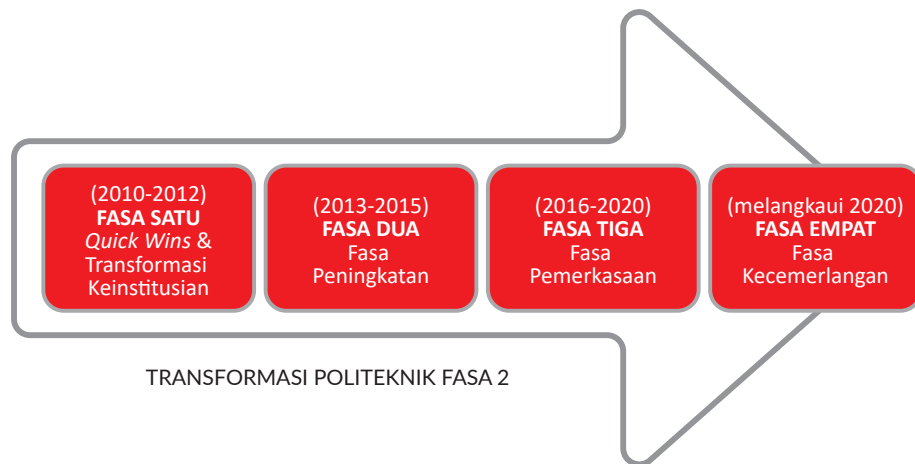 (2010-2012)
FASA SATU
Quick Wins &
Transformasi
Keinstitusian
(2013-2015)
FASA DUA
Fasa
Peningkatan
(2016-2020)
FASA TIGA
Fasa
Pemerkasaan
(melangkaui 2020)
FASA EMPAT
Fasa
Kecemerlangan
TRANSFORMASI POLITEKNIK FASA 2